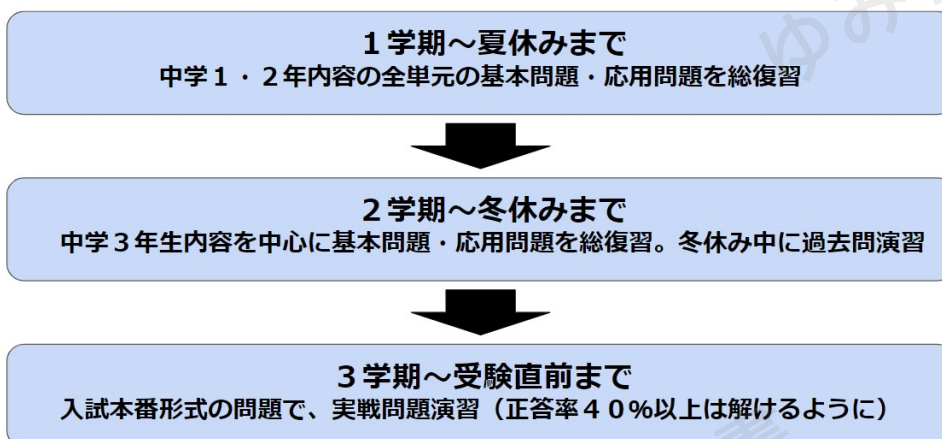 ゆみ
1学期～夏休みまで
中学1・2年内容の全単元の基本問題・応用問題を総復習
2学期～冬休みまで
中学3年生内容を中心に基本問題・応用問題を総復習。冬休み中に過去問演習
3学期～受験直前まで
入試本番形式の問題で、実戦問題演習（正答率40%以上は解けるように）